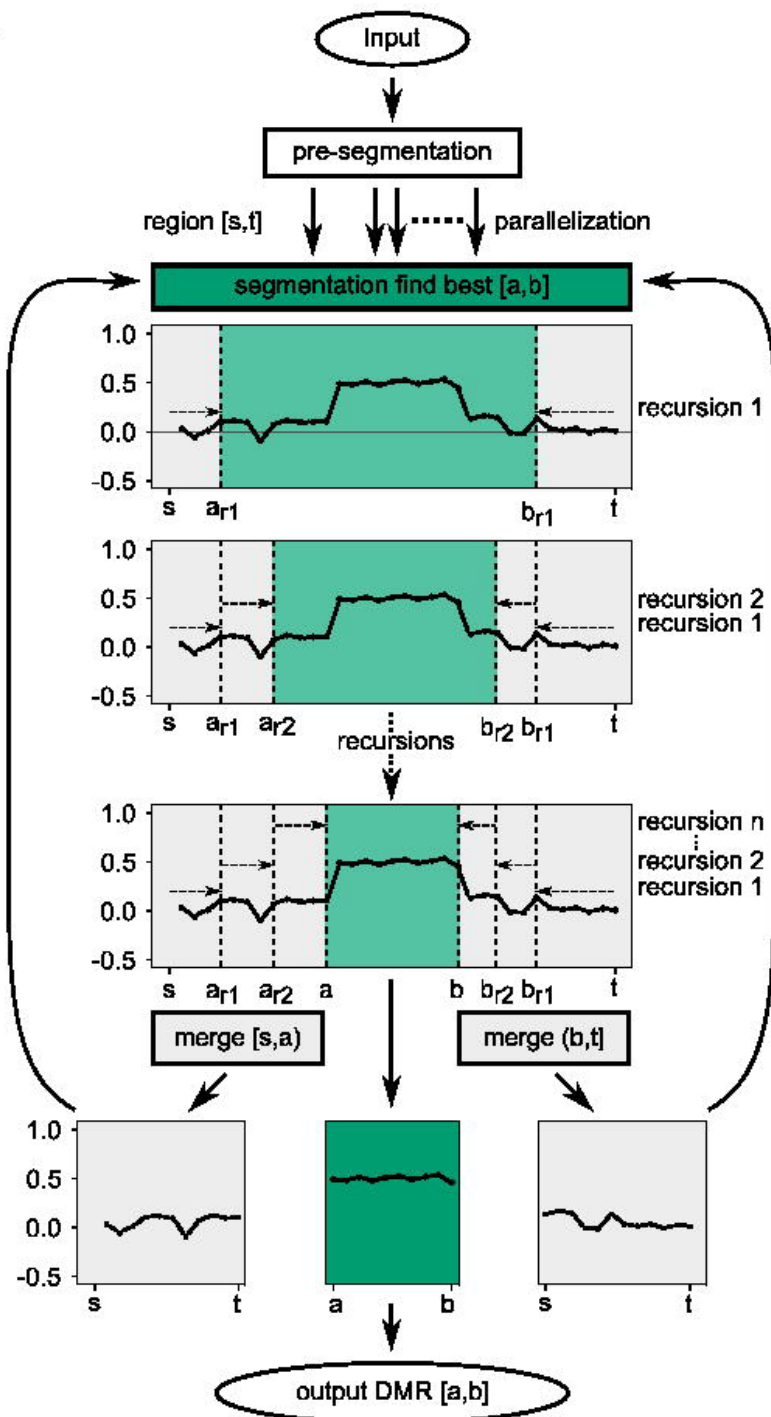 Input
pre-segmentation
region [s,t] parallelization
segmentation find best [a,b]
1.0
0.5
0.0
-0.5
recursion 1
s ar1 br1 t
1.0
0.5
0.0
-0.5
recursion 2
recursion 1
s ar1 ar2 br2 br1 t
recursions
1.0
0.5
0.0
-0.5
recursion n
recursion 2
recursion 1
s ar1 ar2 a b br2 br1 t
merge [s,a) merge (b,t]
1.0
0.5
0.0
-0.5
s t a b s t
output DMR [a,b]